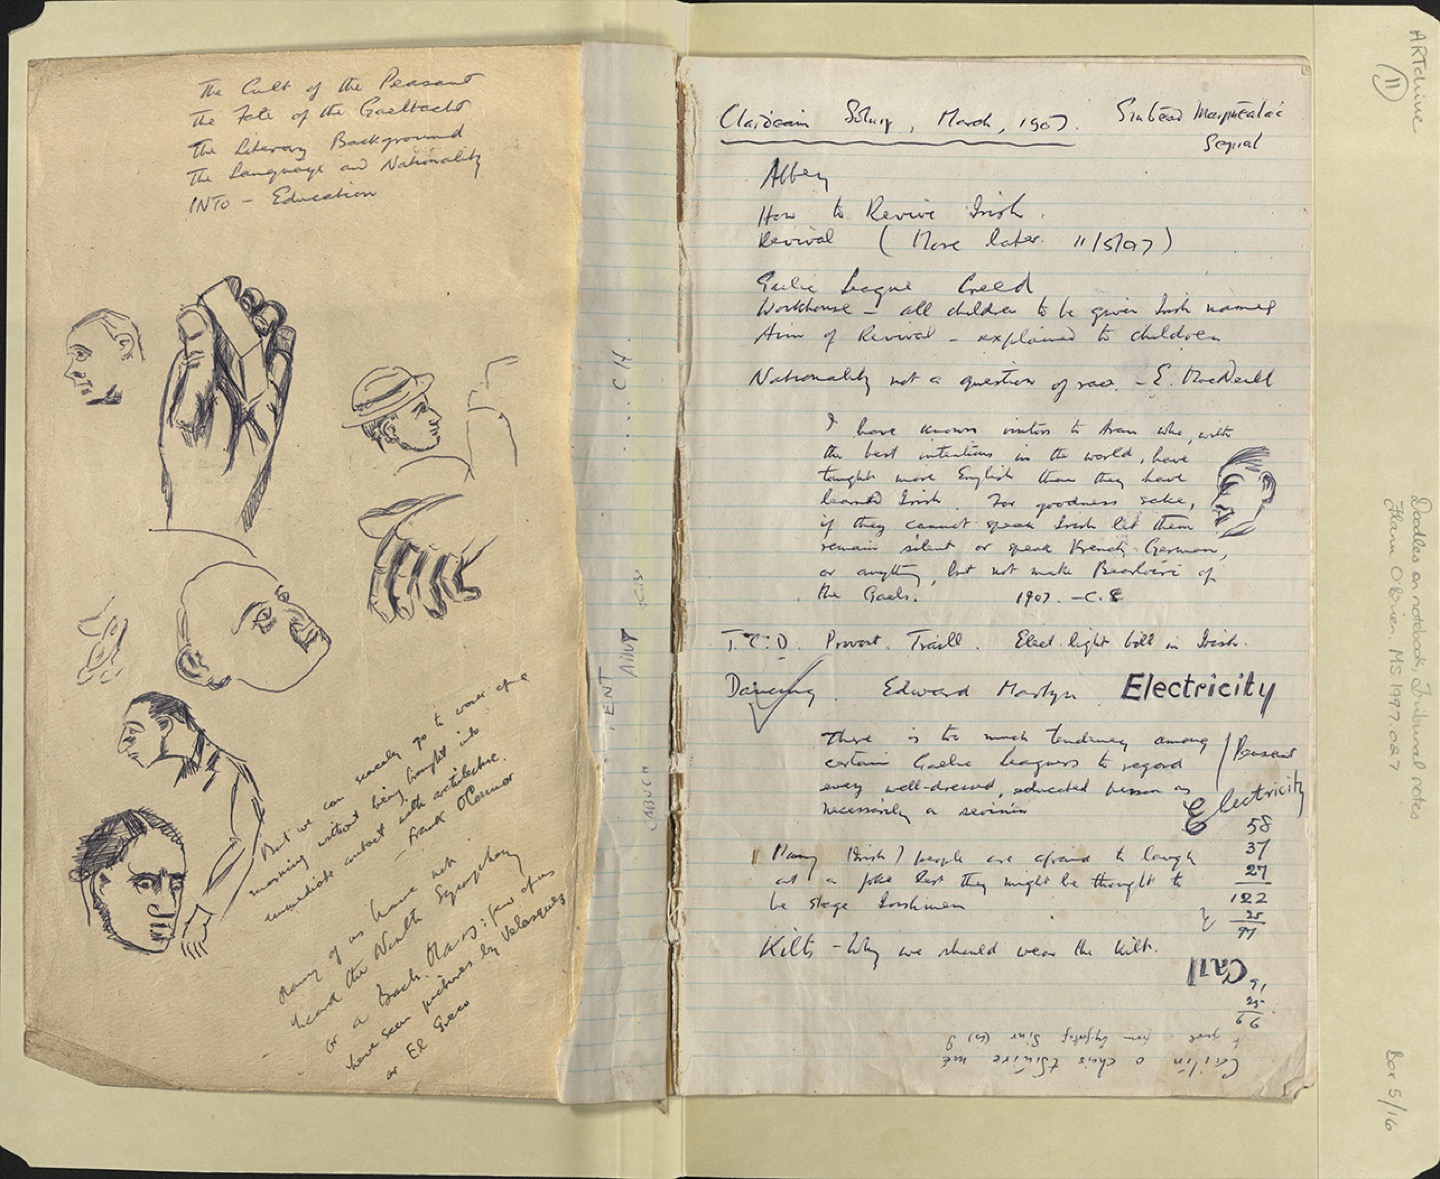 The Cult of the Peasant
The Fate of the Gaeltacht
The Literary Background
The Language and Nationality
INTO - Education
But we can scarcely go to work of a
morning without being brought into
immediate contact with architecture.
- Frank O'Connor
Many of us have not
heard the Ninth Symphony
or a Bach Mass: few of us
have seen pictures by Velasquez
or El Greco
C H.
ENT
March, 1907.
Abbey
How to Revive Irish.
Revival (More later. 11/5/07)
Gaelic League Creed
Workhouse - all children to be given Irish names
Aim of Revival - explained to children
Nationality not a question of race. - E. MacNeill
I have known visitors to Aran who, with
the best intentions in the world, have
taught more English than they have
learned Irish. For goodness sake,
if they cannot speak Irish let them
remain silent or speak French, German,
or anything, but not make Bearlóirí of
the Gaels. 1907. - C.S
T.C.D. Provost. Traill. Elect. light bill in Irish.
Dancing. Edward Martyn Electricity
There is too much tendency among
certain Gaelic Leaguers to regard
every well-dressed, educated person as
necessarily a seoinín
Peasant
Electricity
58
37
27
122
25
97
Many (Irish) people are afraid to laugh
at a joke lest they might be thought to
be stage Irishmen
Kilts - Why we should wear the kilt.
Cail
91
25
66
Cailín ó chois tSiúire mé
ARTchive
11
Doodles on notebook, Tribunal notes
Flann O'Brien. MS.1997.027
Box 5/16